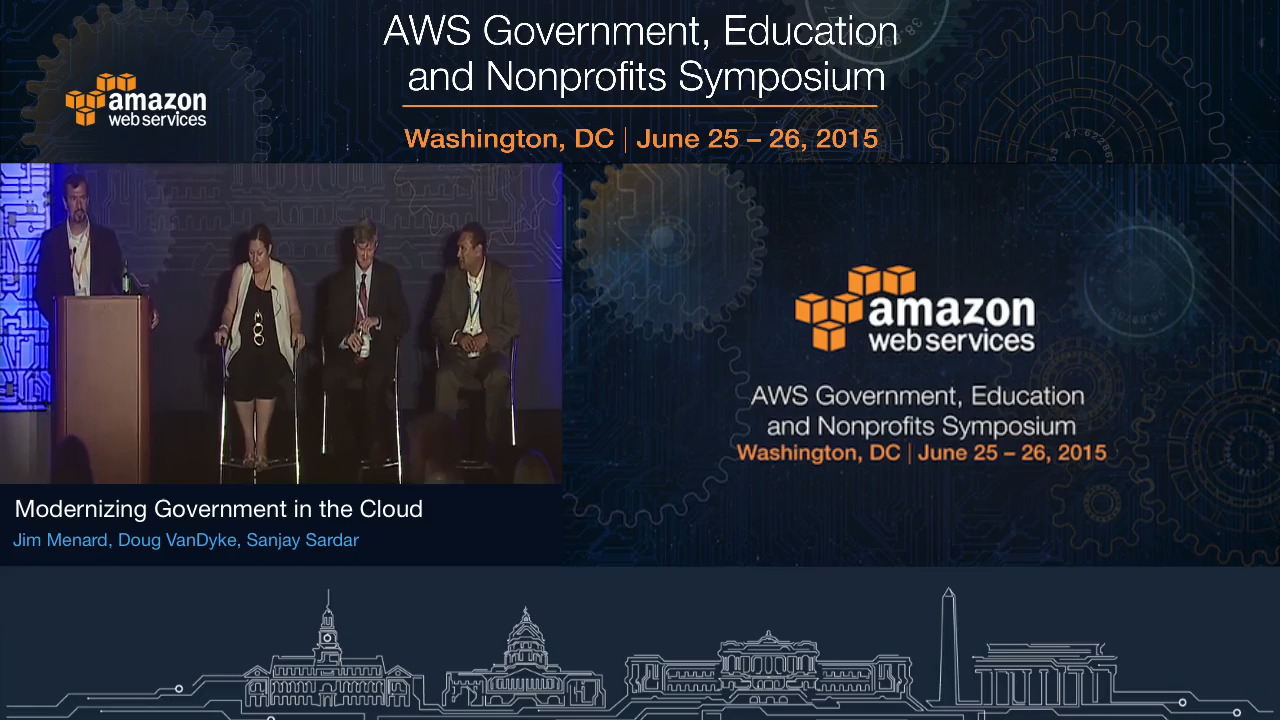 AWS Government, Education
and Nonprofits Symposium
amazon
web services
Washington, DC | June 25 – 26, 2015
amazon
web services
AWS Government, Education
and Nonprofits Symposium
Washington, DC | June 25 – 26, 2015
Modernizing Government in the Cloud
Jim Menard, Doug VanDyke, Sanjay Sardar